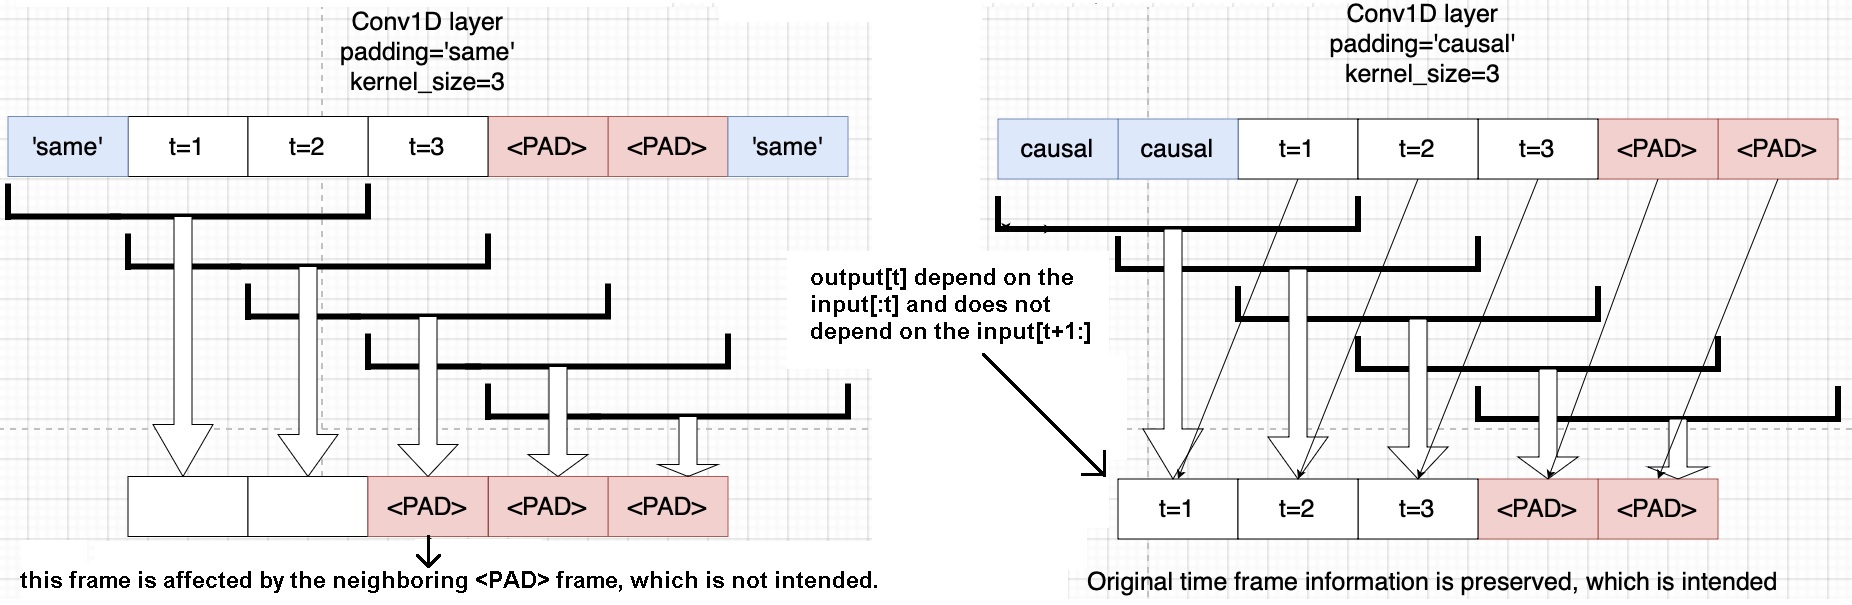 Conv1D layer
padding='same'
kernel_size=3
'same' t=1 t=2 t=3 <PAD> <PAD> 'same'
<PAD> <PAD> <PAD>
this frame is affected by the neighboring <PAD> frame, which is not intended.
output[t] depend on the
input[:t] and does not
depend on the input[t+1:]
Conv1D layer
padding='causal'
kernel_size=3
causal causal t=1 t=2 t=3 <PAD> <PAD>
t=1 t=2 t=3 <PAD> <PAD>
Original time frame information is preserved, which is intended